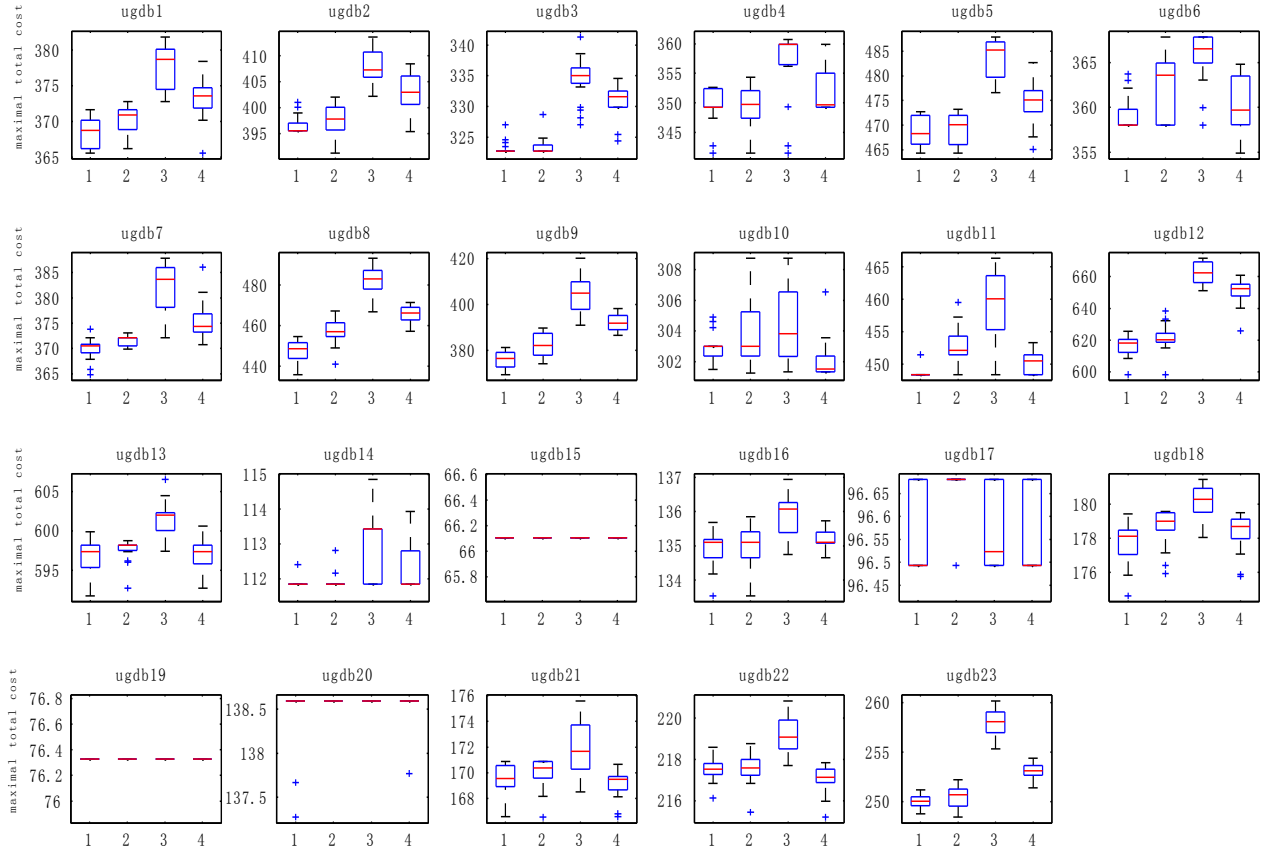 ugdb1 ugdb2 ugdb3 ugdb4 ugdb5 ugdb6
maximal total cost
380 375 370 365
410 405 400 395
340 335 330 325
360 355 350 345
485 480 475 470 465
365 360 355
1 2 3 4 1 2 3 4 1 2 3 4 1 2 3 4 1 2 3 4 1 2 3 4
ugdb7 ugdb8 ugdb9 ugdb10 ugdb11 ugdb12
maximal total cost
385 380 375 370 365
480 460 440
420 400 380
308 306 304 302
465 460 455 450
660 640 620 600
1 2 3 4 1 2 3 4 1 2 3 4 1 2 3 4 1 2 3 4 1 2 3 4
ugdb13 ugdb14 ugdb15 ugdb16 ugdb17 ugdb18
maximal total cost
605 600 595
115 114 113 112
66.6 66.4 66.2 66 65.8
137 136 135 134
96.65 96.6 96.55 96.5 96.45
180 178 176
1 2 3 4 1 2 3 4 1 2 3 4 1 2 3 4 1 2 3 4 1 2 3 4
ugdb19 ugdb20 ugdb21 ugdb22 ugdb23
maximal total cost
76.8 76.6 76.4 76.2 76
138.5 138 137.5
176 174 172 170 168
220 218 216
260 255 250
1 2 3 4 1 2 3 4 1 2 3 4 1 2 3 4 1 2 3 4